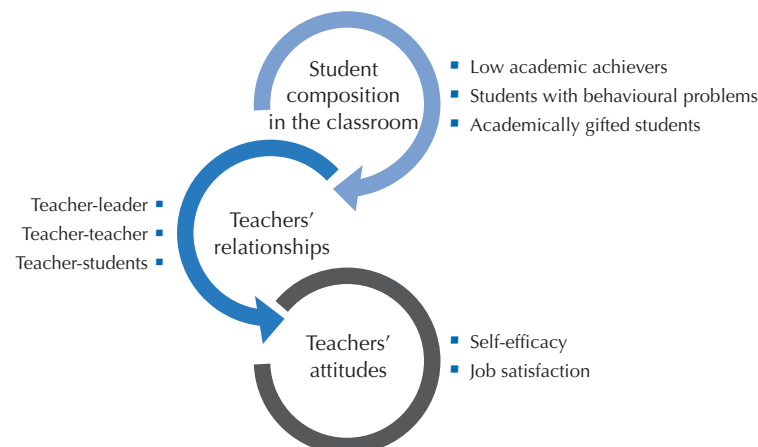 Student
composition
in the classroom
Low academic achievers
Students with behavioural problems
Academically gifted students
Teachers'
relationships
Teacher-leader
Teacher-teacher
Teacher-students
Teachers'
attitudes
Self-efficacy
Job satisfaction